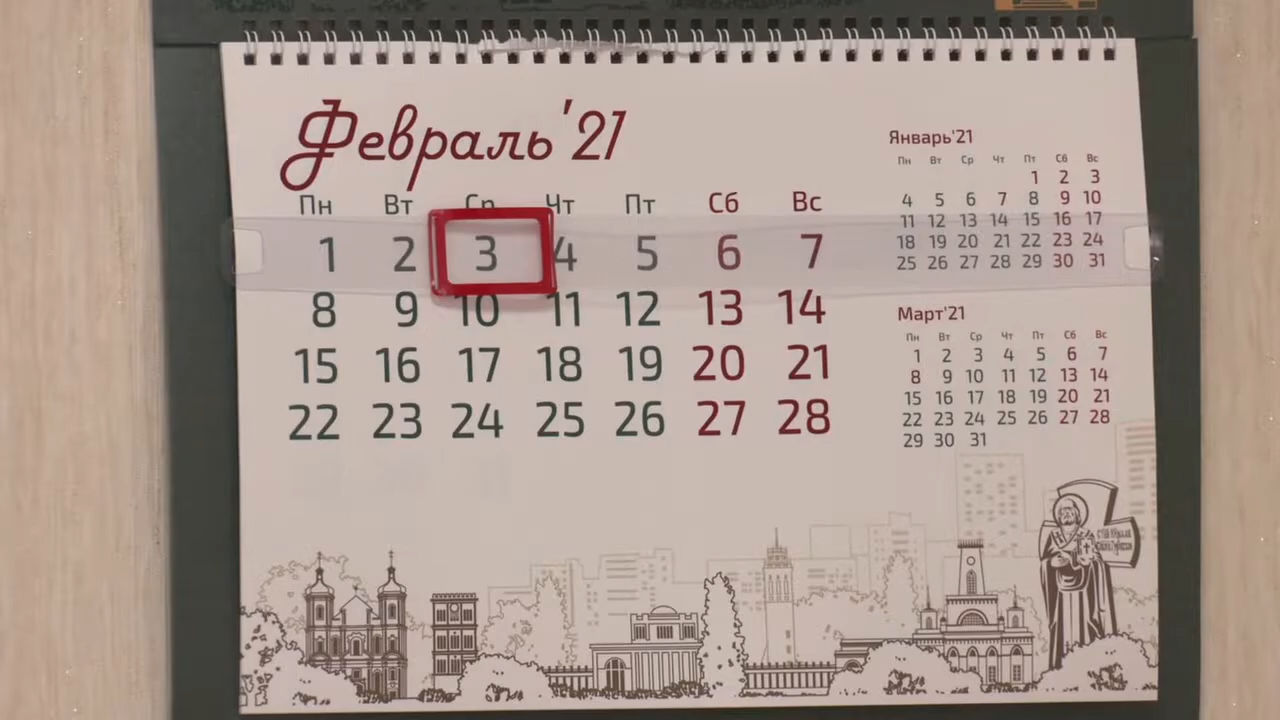 Февраль'21
Пн Вт Ср Чт Пт Сб Вс
1 2 3 4 5 6 7
8 9 10 11 12 13 14
15 16 17 18 19 20 21
22 23 24 25 26 27 28
Январь'21
Пн Вт Ср Чт Пт Сб Вс
1 2 3
4 5 6 7 8 9 10
11 12 13 14 15 16 17
18 19 20 21 22 23 24
25 26 27 28 29 30 31
Март'21
Пн Вт Ср Чт Пт Сб Вс
1 2 3 4 5 6 7
8 9 10 11 12 13 14
15 16 17 18 19 20 21
22 23 24 25 26 27 28
29 30 31